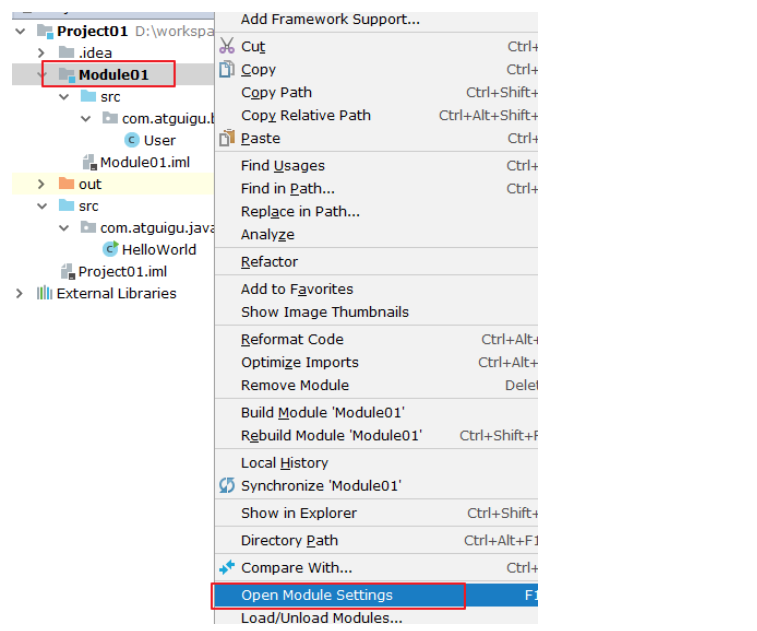 Project01 D:\workspa
.idea
Module01
src
com.atguigu.b
User
Module01.iml
out
src
com.atguigu.java
HelloWorld
Project01.iml
External Libraries
Add Framework Support...
Cut Ctrl+
Copy Ctrl+
Copy Path Ctrl+Shift+
Copy Relative Path Ctrl+Alt+Shift+
Paste Ctrl+
Find Usages Ctrl+
Find in Path... Ctrl+
Replace in Path...
Analyze
Refactor
Add to Favorites
Show Image Thumbnails
Reformat Code Ctrl+Alt+
Optimize Imports Ctrl+Alt+
Remove Module Delet
Build Module 'Module01'
Rebuild Module 'Module01' Ctrl+Shift+F
Local History
Synchronize 'Module01'
Show in Explorer Ctrl+Shift+
Directory Path Ctrl+Alt+F1
Compare With... Ctrl+
Open Module Settings F1
Load/Unload Modules...